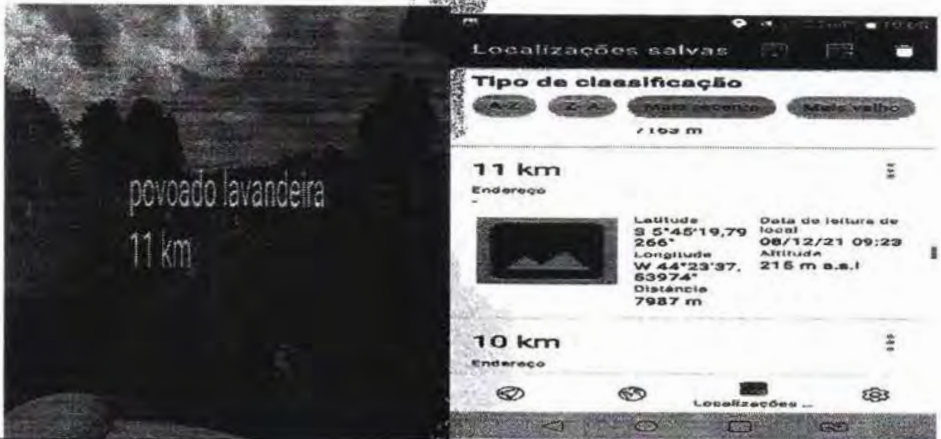 povoado lavandeira
11 km
Localizações salvas
Tipo de classificação
A-Z Z-A Mais recente Mais velho
7163 m
11 km
Endereço
-
Latitude
S 5°45'19,79
266"
Longitude
W 44°23'37,
53974"
Distância
7987 m
Data do leitura de
local
08/12/21 09:23
Altitude
215 m a.s.l
10 km
Endereço
Localizações ...